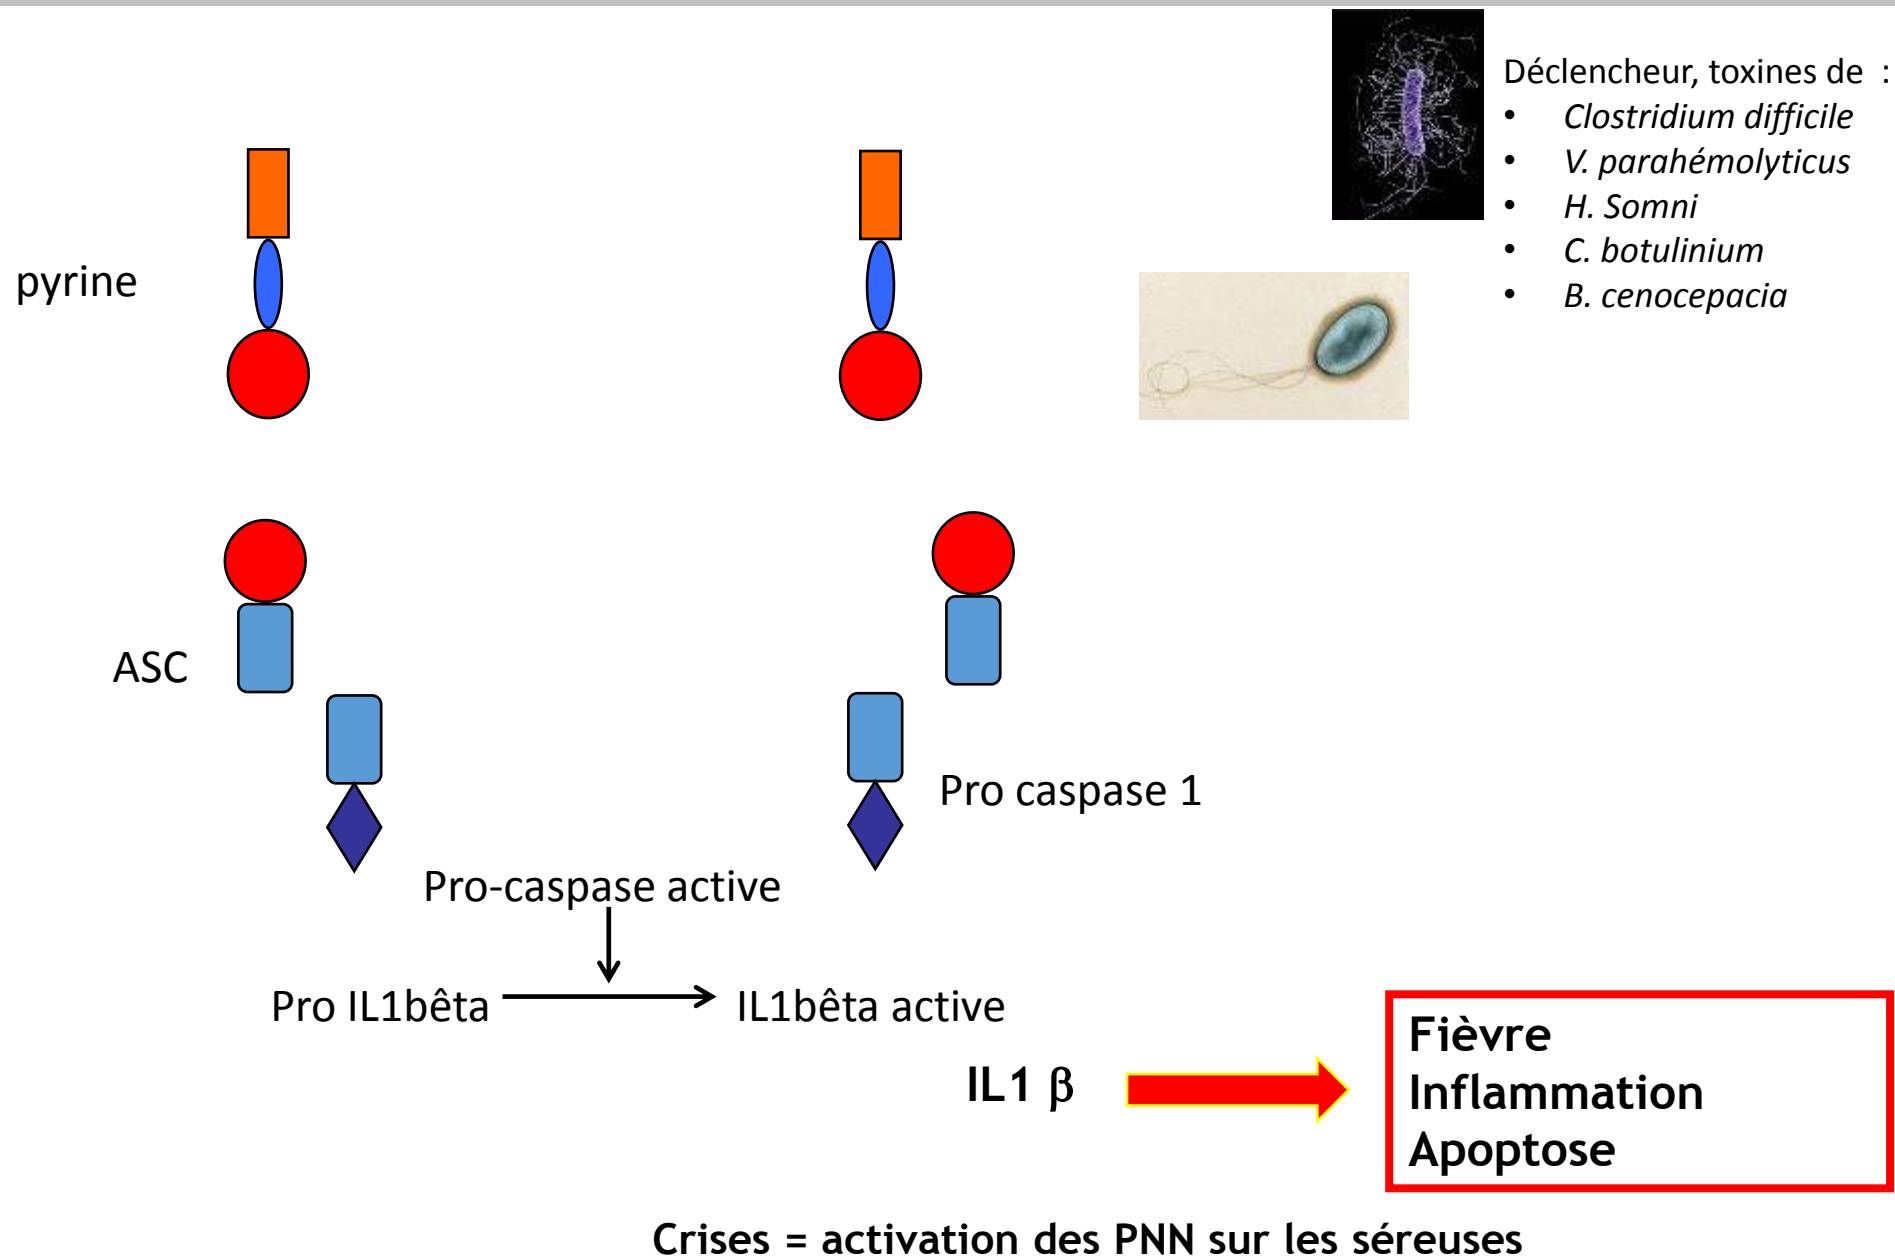 Déclencheur, toxines de :
• Clostridium difficile
• V. parahémolyticus
• H. Somni
• C. botulinium
• B. cenocepacia
pyrine
ASC
Pro caspase 1
Pro-caspase active
Pro IL1bêta
IL1bêta active
IL1 β
Fièvre
Inflammation
Apoptose
Crises = activation des PNN sur les séreuses